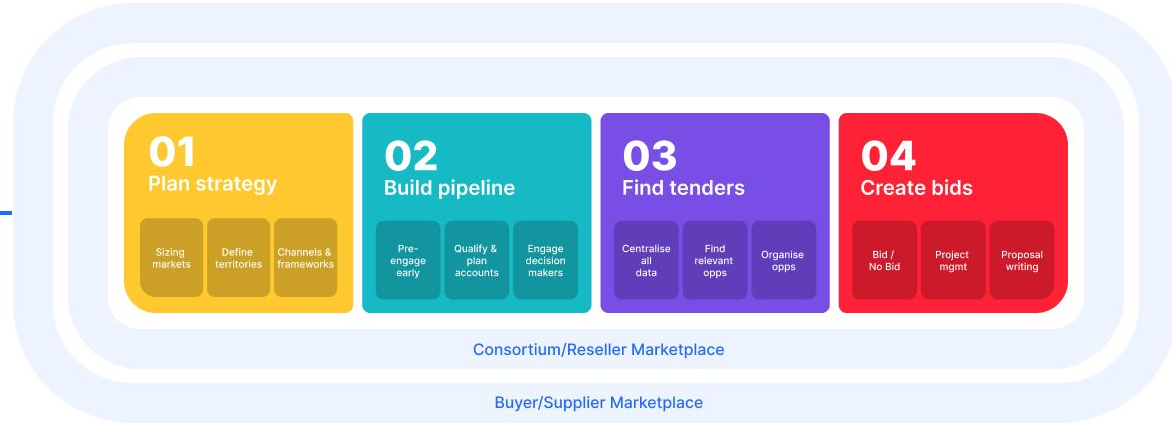 01
Plan strategy
Sizing
markets
Define
territories
Channels &
frameworks
02
Build pipeline
Pre-
engage
early
Qualify &
plan
accounts
Engage
decision
makers
03
Find tenders
Centralise
all
data
Find
relevant
opps
Organise
opps
04
Create bids
Bid /
No Bid
Project
mgmt
Proposal
writing
Consortium/Reseller Marketplace
Buyer/Supplier Marketplace